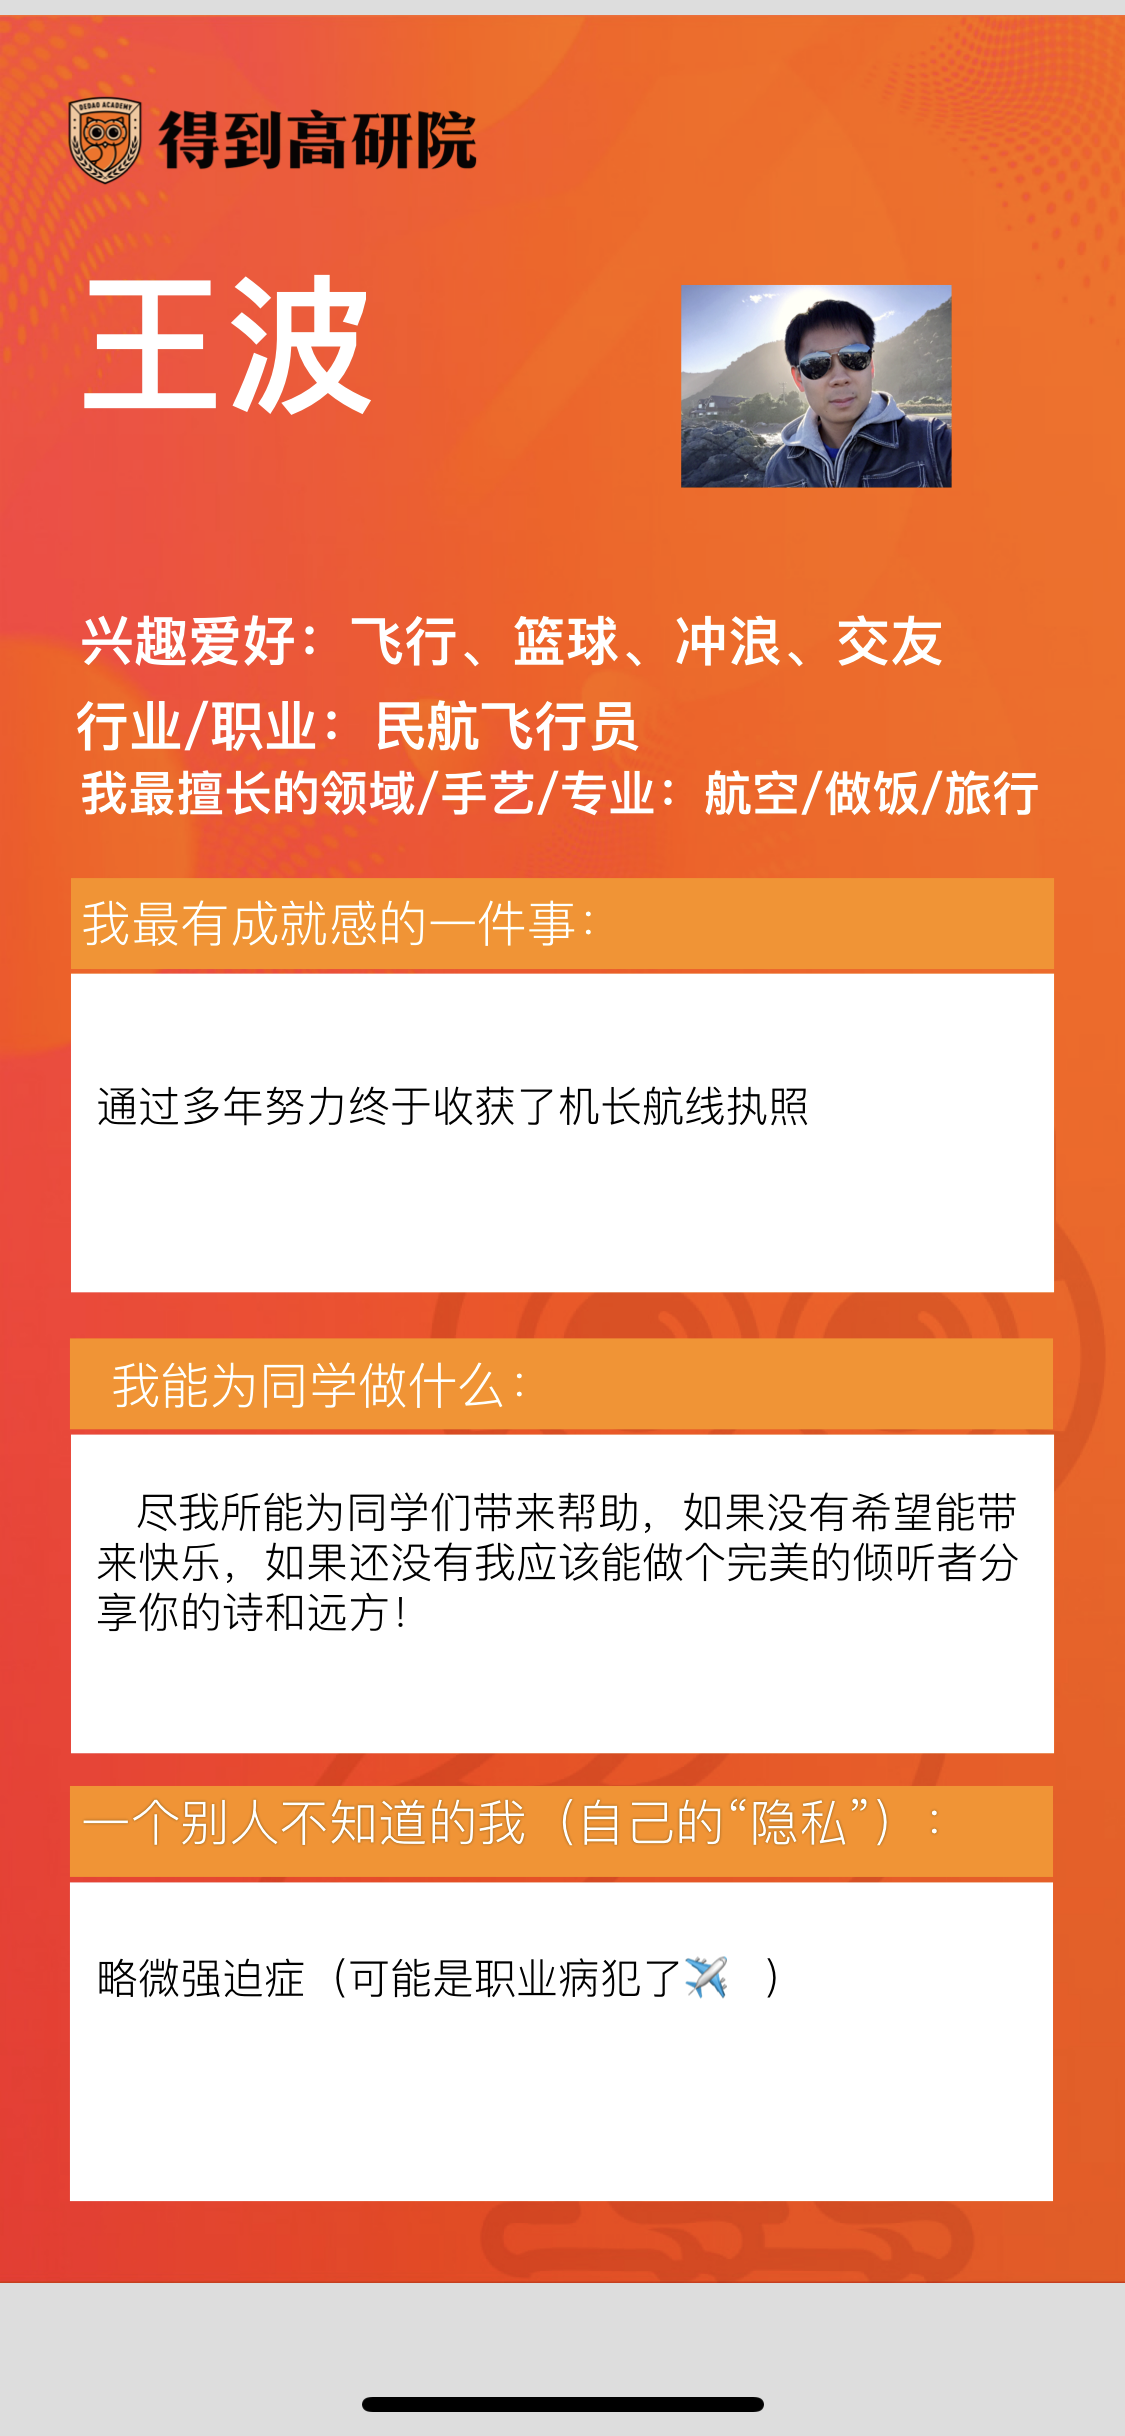 DEDAO ACADEMY
得到高研院
王波
兴趣爱好：飞行、篮球、冲浪、交友
行业/职业：民航飞行员
我最擅长的领域/手艺/专业：航空/做饭/旅行
我最有成就感的一件事：
通过多年努力终于收获了机长航线执照
我能为同学做什么：
尽我所能为同学们带来帮助，如果没有希望能带
来快乐，如果还没有我应该能做个完美的倾听者分
享你的诗和远方！
一个别人不知道的我（自己的“隐私”）：
略微强迫症（可能是职业病犯了✈️ ）